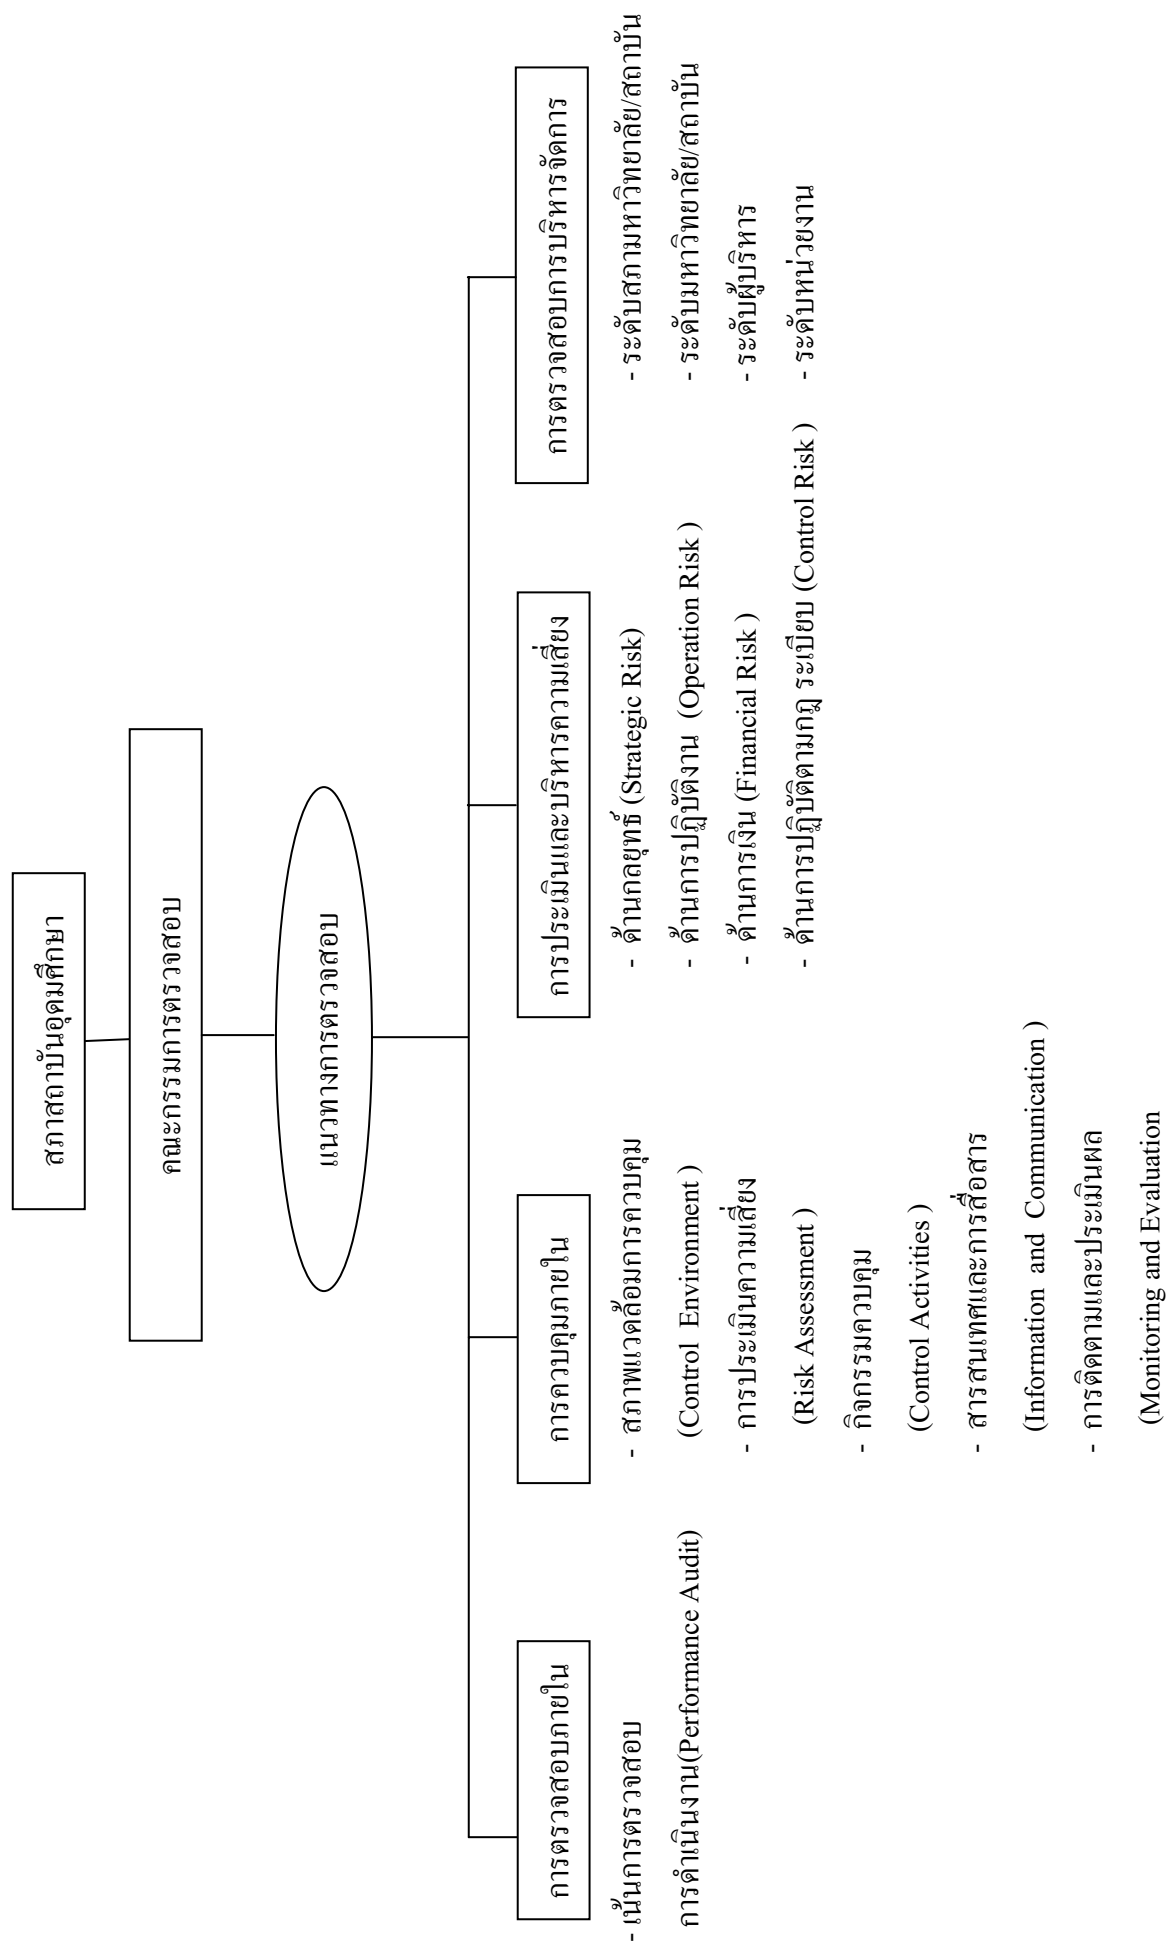 สภาสถาบันอุดมศึกษา
คณะกรรมการตรวจสอบ
แนวทางการตรวจสอบ
การตรวจสอบภายใน
- เน้นการตรวจสอบ
การดำเนินงาน(Performance Audit)
การควบคุมภายใน
- สภาพแวดล้อมการควบคุม
(Control Environment )
- การประเมินความเสี่ยง
(Risk Assessment )
- กิจกรรมควบคุม
(Control Activities )
- สารสนเทศและการสื่อสาร
(Information and Communication )
- การติดตามและประเมินผล
(Monitoring and Evaluation
การประเมินและบริหารความเสี่ยง
- ด้านกลยุทธ์ (Strategic Risk)
- ด้านการปฏิบัติงาน (Operation Risk )
- ด้านการเงิน (Financial Risk )
- ด้านการปฏิบัติตามกฎ ระเบียบ (Control Risk )
การตรวจสอบการบริหารจัดการ
- ระดับสภามหาวิทยาลัย/สถาบัน
- ระดับมหาวิทยาลัย/สถาบัน
- ระดับผู้บริหาร
- ระดับหน่วยงาน